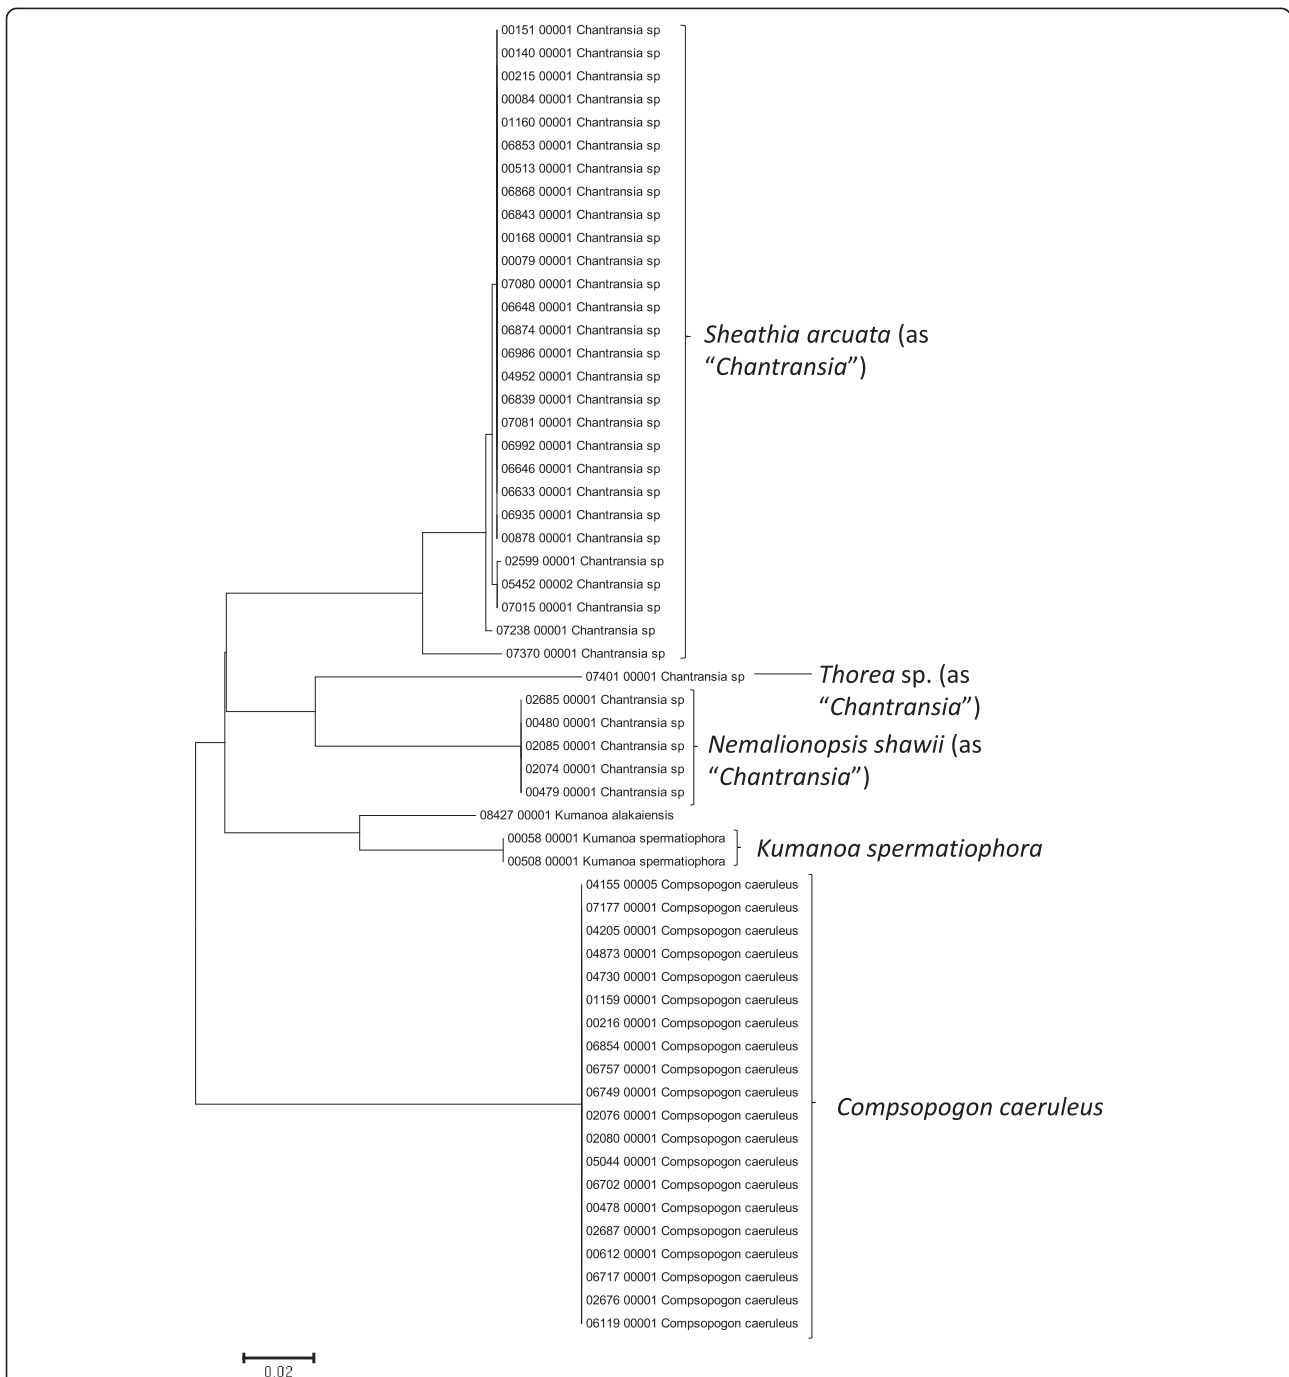 00151 00001 Chantransia sp
00140 00001 Chantransia sp
00215 00001 Chantransia sp
00084 00001 Chantransia sp
01160 00001 Chantransia sp
06853 00001 Chantransia sp
00513 00001 Chantransia sp
06868 00001 Chantransia sp
06843 00001 Chantransia sp
00168 00001 Chantransia sp
00079 00001 Chantransia sp
07080 00001 Chantransia sp
06648 00001 Chantransia sp
06874 00001 Chantransia sp
06986 00001 Chantransia sp
04952 00001 Chantransia sp
06839 00001 Chantransia sp
07081 00001 Chantransia sp
06992 00001 Chantransia sp
06646 00001 Chantransia sp
06633 00001 Chantransia sp
06935 00001 Chantransia sp
00878 00001 Chantransia sp
02599 00001 Chantransia sp
05452 00002 Chantransia sp
07015 00001 Chantransia sp
07238 00001 Chantransia sp
07370 00001 Chantransia sp
Sheathia arcuata (as
“Chantransia”)
07401 00001 Chantransia sp
Thorea sp. (as
“Chantransia”)
02685 00001 Chantransia sp
00480 00001 Chantransia sp
02085 00001 Chantransia sp
02074 00001 Chantransia sp
00479 00001 Chantransia sp
Nemalionopsis shawii (as
“Chantransia”)
08427 00001 Kumanoa alakaiensis
00058 00001 Kumanoa spermatiophora
00508 00001 Kumanoa spermatiophora
Kumanoa spermatiophora
04155 00005 Compsopogon caeruleus
07177 00001 Compsopogon caeruleus
04205 00001 Compsopogon caeruleus
04873 00001 Compsopogon caeruleus
04730 00001 Compsopogon caeruleus
01159 00001 Compsopogon caeruleus
00216 00001 Compsopogon caeruleus
06854 00001 Compsopogon caeruleus
06757 00001 Compsopogon caeruleus
06749 00001 Compsopogon caeruleus
02076 00001 Compsopogon caeruleus
02080 00001 Compsopogon caeruleus
05044 00001 Compsopogon caeruleus
06702 00001 Compsopogon caeruleus
00478 00001 Compsopogon caeruleus
02687 00001 Compsopogon caeruleus
00612 00001 Compsopogon caeruleus
06717 00001 Compsopogon caeruleus
02676 00001 Compsopogon caeruleus
06119 00001 Compsopogon caeruleus
Compsopogon caeruleus
0.02